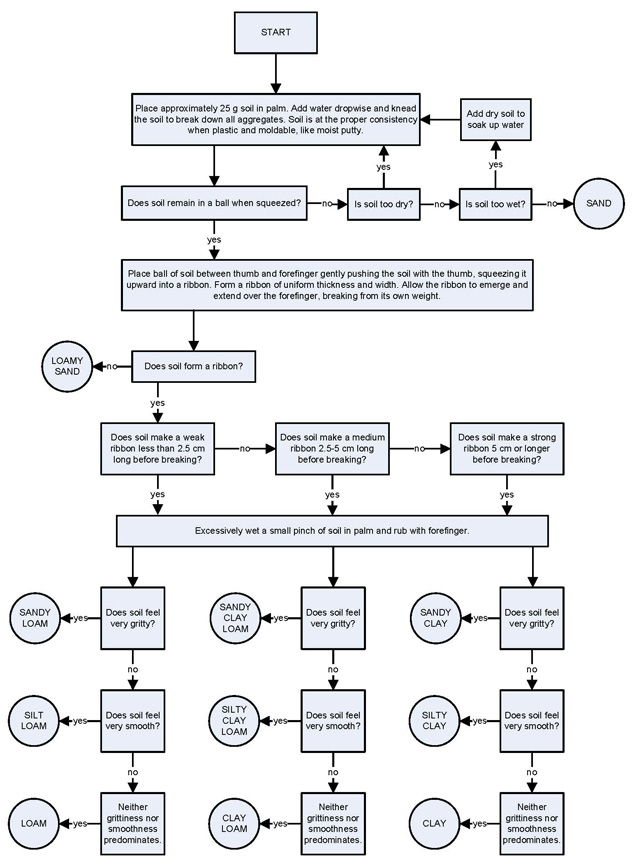 START
Place approximately 25 g soil in palm. Add water dropwise and knead
the soil to break down all aggregates. Soil is at the proper consistency
when plastic and moldable, like moist putty.
Add dry soil to
soak up water
yes
yes
Does soil remain in a ball when squeezed?
no
Is soil too dry?
no
Is soil too wet?
no
SAND
yes
Place ball of soil between thumb and forefinger gently pushing the soil with the thumb, squeezing it
upward into a ribbon. Form a ribbon of uniform thickness and width. Allow the ribbon to emerge and
extend over the forefinger, breaking from its own weight.
LOAMY
SAND
no
Does soil form a ribbon?
yes
Does soil make a weak
ribbon less than 2.5 cm
long before breaking?
no
Does soil make a medium
ribbon 2.5-5 cm long
before breaking?
no
Does soil make a strong
ribbon 5 cm or longer
before breaking?
yes
yes
yes
Excessively wet a small pinch of soil in palm and rub with forefinger.
SANDY
LOAM
yes
Does soil feel
very gritty?
SANDY
CLAY
LOAM
yes
Does soil feel
very gritty?
SANDY
CLAY
yes
Does soil feel
very gritty?
no
no
no
SILT
LOAM
yes
Does soil feel
very smooth?
SILTY
CLAY
LOAM
yes
Does soil feel
very smooth?
SILTY
CLAY
yes
Does soil feel
very smooth?
no
no
no
LOAM
yes
Neither
grittiness nor
smoothness
predominates.
CLAY
LOAM
yes
Neither
grittiness nor
smoothness
predominates.
CLAY
yes
Neither
grittiness nor
smoothness
predominates.